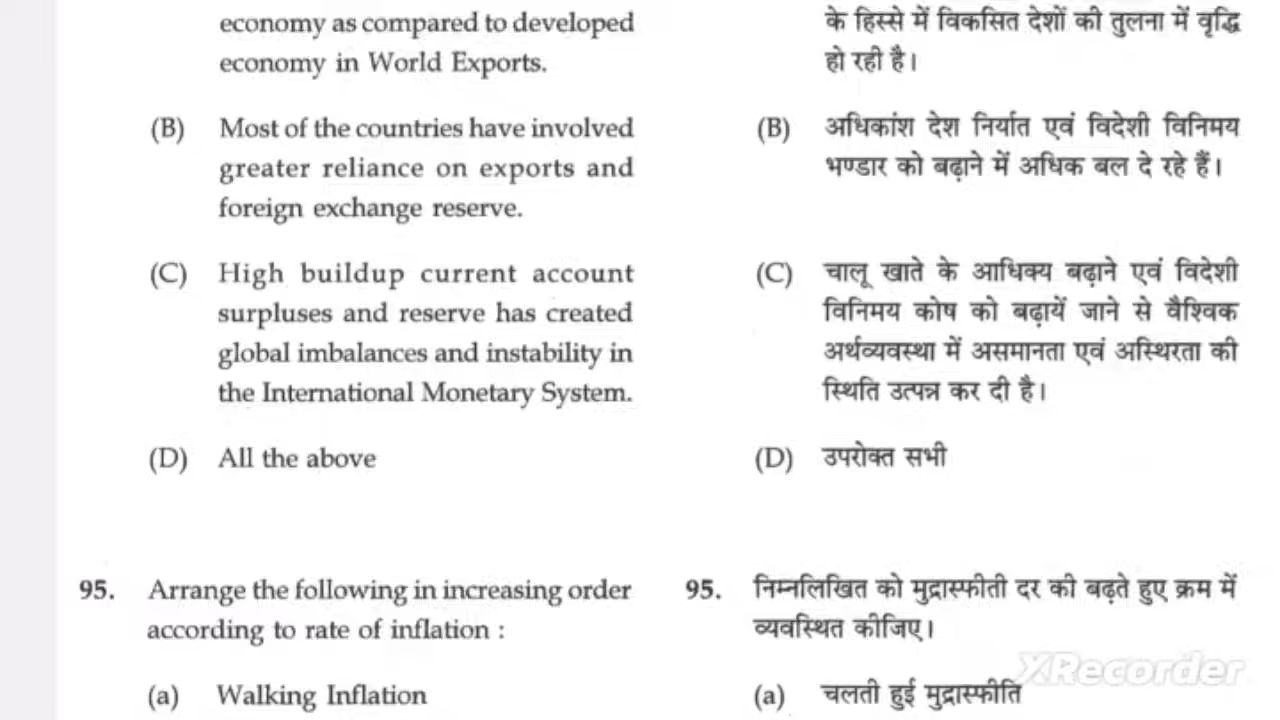 economy as compared to developed
economy in World Exports.
(B) Most of the countries have involved
greater reliance on exports and
foreign exchange reserve.
(C) High buildup current account
surpluses and reserve has created
global imbalances and instability in
the International Monetary System.
(D) All the above
95. Arrange the following in increasing order
according to rate of inflation :
(a) Walking Inflation
के हिस्से में विकसित देशों की तुलना में वृद्धि
हो रही है।
(B) अधिकांश देश निर्यात एवं विदेशी विनिमय
भण्डार को बढ़ाने में अधिक बल दे रहे हैं।
(C) चालू खाते के आधिक्य बढ़ाने एवं विदेशी
विनिमय कोष को बढ़ायें जाने से वैश्विक
अर्थव्यवस्था में असमानता एवं अस्थिरता की
स्थिति उत्पन्न कर दी है।
(D) उपरोक्त सभी
95. निम्नलिखित को मुद्रास्फीती दर की बढ़ते हुए क्रम में
व्यवस्थित कीजिए।
(a) चलती हुई मुद्रास्फीति
XRecorder